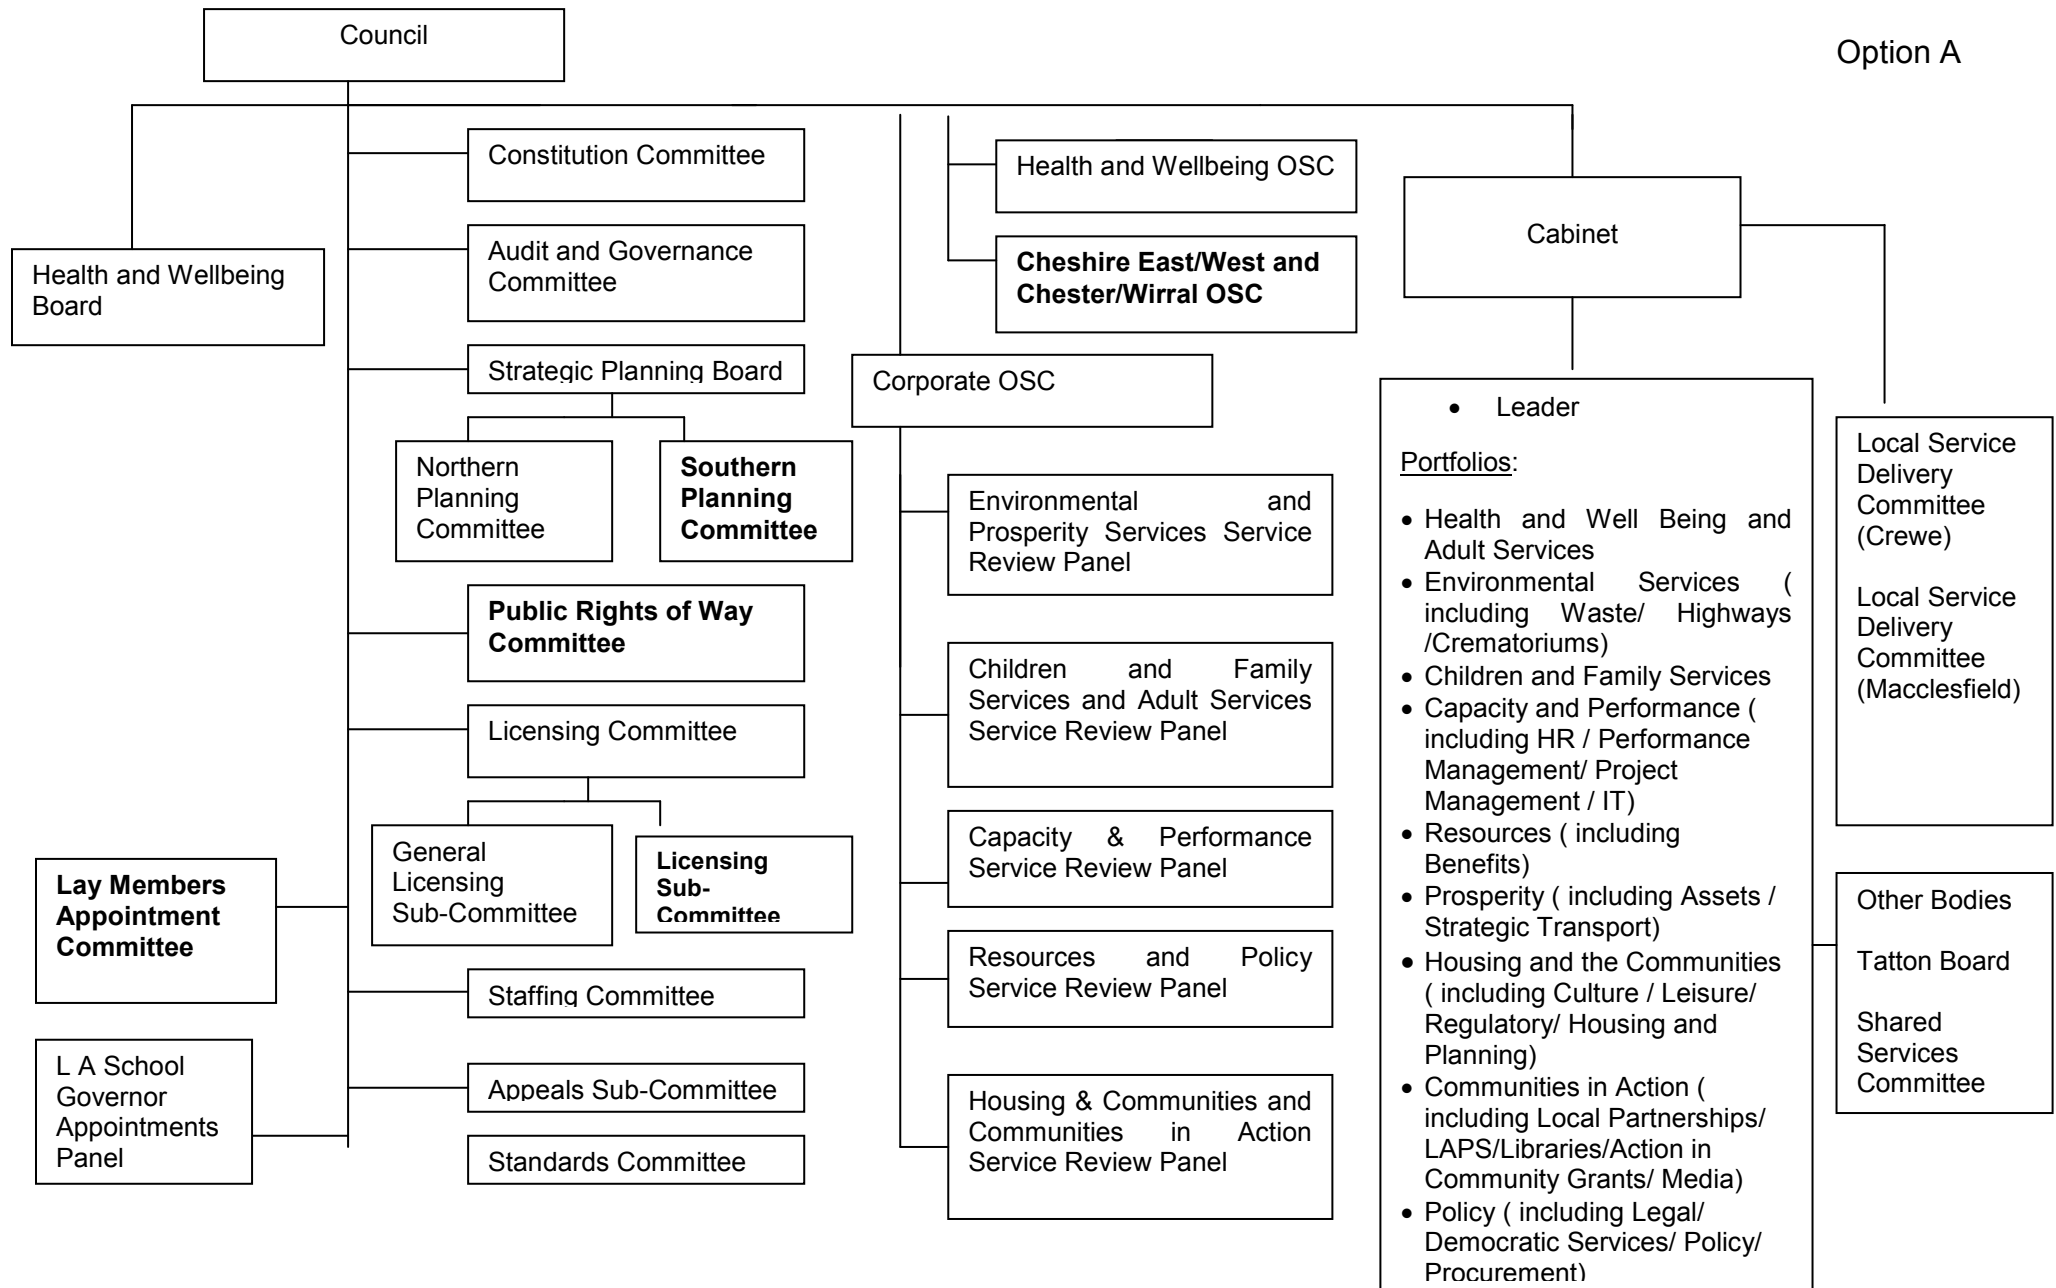 Council
Option A
Health and Wellbeing
Board
Constitution Committee
Audit and Governance
Committee
Strategic Planning Board
Northern
Planning
Committee
Southern
Planning
Committee
Public Rights of Way
Committee
Licensing Committee
General
Licensing
Sub-Committee
Licensing
Sub-
Committee
Lay Members
Appointment
Committee
Staffing Committee
L A School
Governor
Appointments
Panel
Appeals Sub-Committee
Standards Committee
Health and Wellbeing OSC
Cheshire East/West and
Chester/Wirral OSC
Corporate OSC
Environmental and
Prosperity Services Service
Review Panel
Children and Family
Services and Adult Services
Service Review Panel
Capacity & Performance
Service Review Panel
Resources and Policy
Service Review Panel
Housing & Communities and
Communities in Action
Service Review Panel
Cabinet
• Leader
Portfolios:
• Health and Well Being and
Adult Services
• Environmental Services (
including Waste/ Highways
/Crematoriums)
• Children and Family Services
• Capacity and Performance (
including HR / Performance
Management/ Project
Management / IT)
• Resources ( including
Benefits)
• Prosperity ( including Assets /
Strategic Transport)
• Housing and the Communities
( including Culture / Leisure/
Regulatory/ Housing and
Planning)
• Communities in Action (
including Local Partnerships/
LAPS/Libraries/Action in
Community Grants/ Media)
• Policy ( including Legal/
Democratic Services/ Policy/
Procurement)
Local Service
Delivery
Committee
(Crewe)
Local Service
Delivery
Committee
(Macclesfield)
Other Bodies
Tatton Board
Shared
Services
Committee